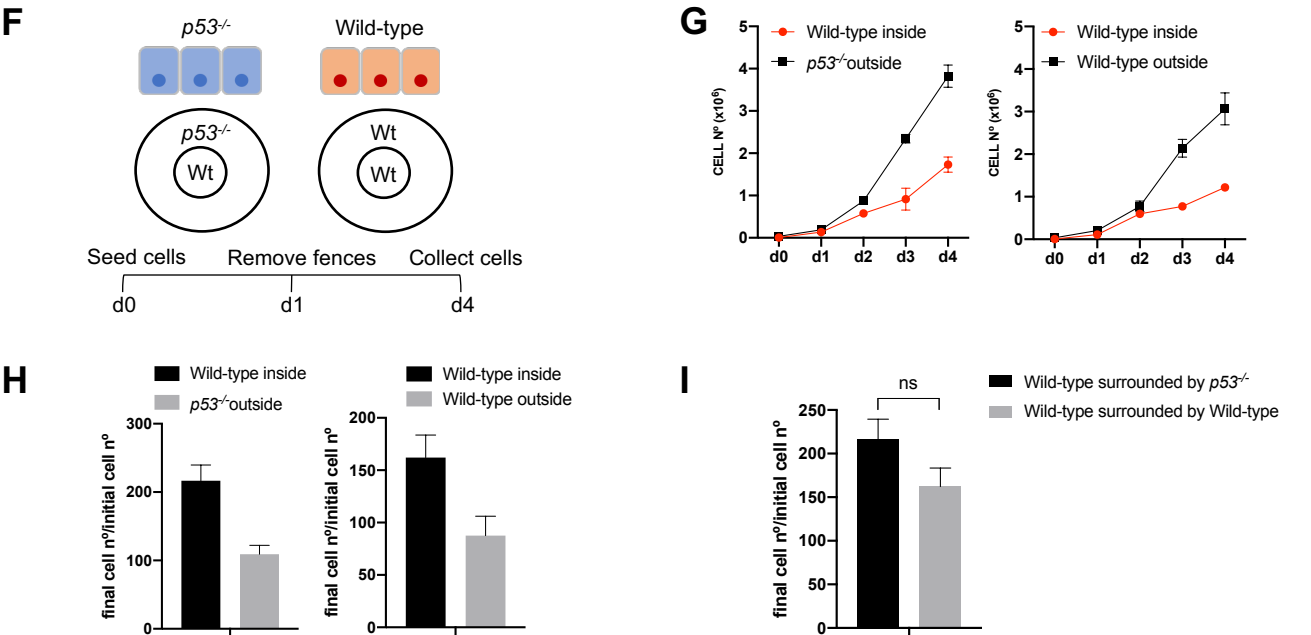 F
p53-/-
Wild-type
p53-/-
Wt
Wt
Wt
Seed cells
Remove fences
Collect cells
d0
d1
d4
G
Wild-type inside
p53-/-outside
CELL Nº (x10⁶)
5
4
3
2
1
0
d0 d1 d2 d3 d4
Wild-type inside
Wild-type outside
CELL Nº (x10⁶)
5
4
3
2
1
0
d0 d1 d2 d3 d4
H
Wild-type inside
p53-/-outside
final cell nº/initial cell nº
300
200
100
0
Wild-type inside
Wild-type outside
final cell nº/initial cell nº
200
150
100
50
0
I
Wild-type surrounded by p53-/-
Wild-type surrounded by Wild-type
ns
final cell nº/initial cell nº
250
200
150
100
50
0